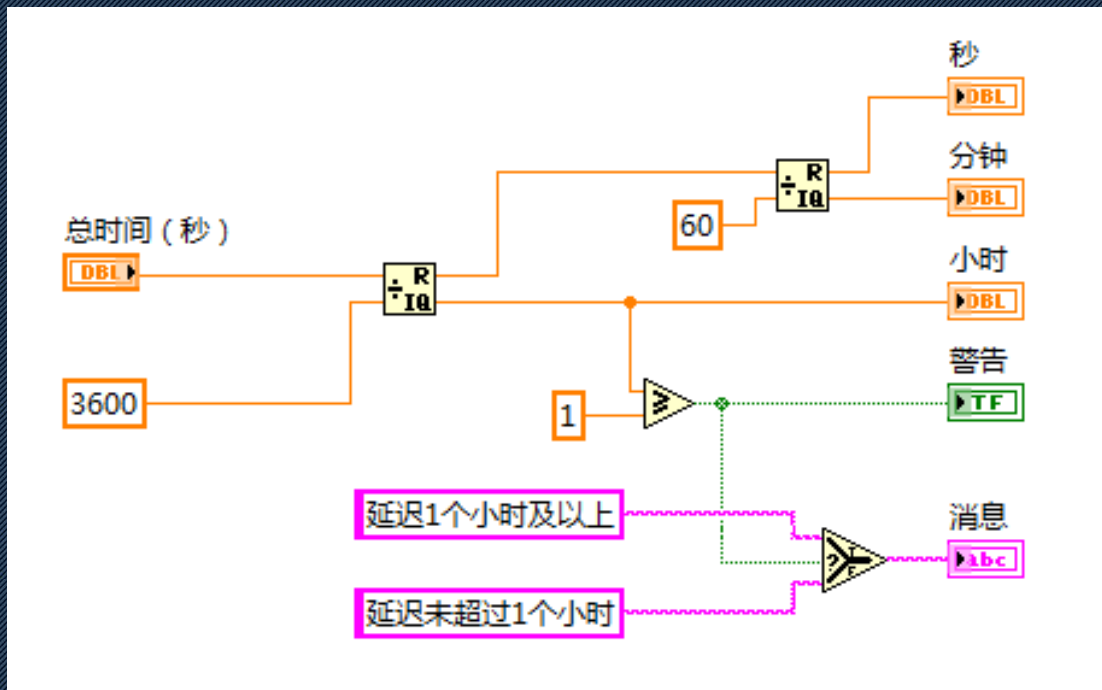 秒
DBL
分钟
R
IQ
DBL
60
总时间（秒）
DBL
R
IQ
小时
DBL
警告
3600
1
TF
延迟1个小时及以上
消息
?
T
F
abc
延迟未超过1个小时